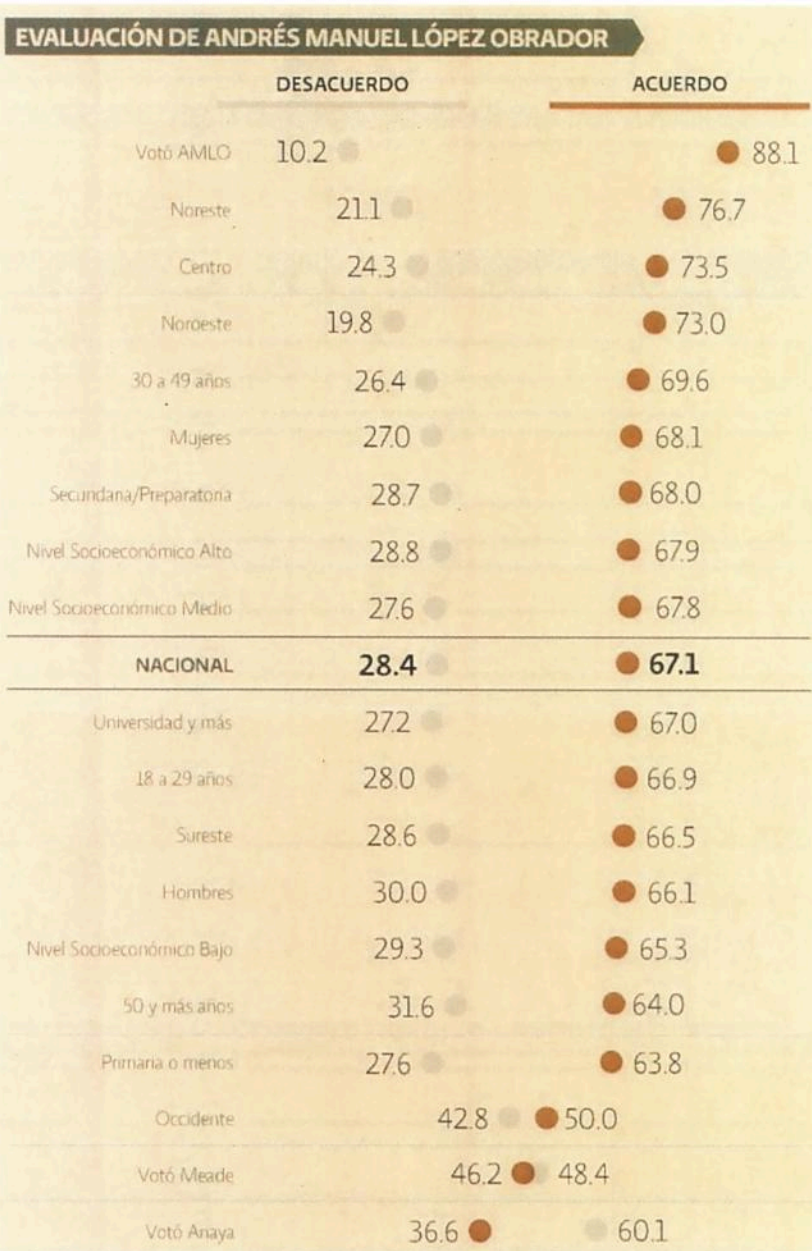 EVALUACIÓN DE ANDRÉS MANUEL LÓPEZ OBRADOR
DESACUERDO ACUERDO
Votó AMLO 10.2 88.1
Noreste 21.1 76.7
Centro 24.3 73.5
Noroeste 19.8 73.0
30 a 49 años 26.4 69.6
Mujeres 27.0 68.1
Secundaria/Preparatoria 28.7 68.0
Nivel Socioeconómico Alto 28.8 67.9
Nivel Socioeconómico Medio 27.6 67.8
NACIONAL 28.4 67.1
Universidad y más 27.2 67.0
18 a 29 años 28.0 66.9
Sureste 28.6 66.5
Hombres 30.0 66.1
Nivel Socioeconómico Bajo 29.3 65.3
50 y más años 31.6 64.0
Primaria o menos 27.6 63.8
Occidente 42.8 50.0
Votó Meade 46.2 48.4
Votó Anaya 36.6 60.1